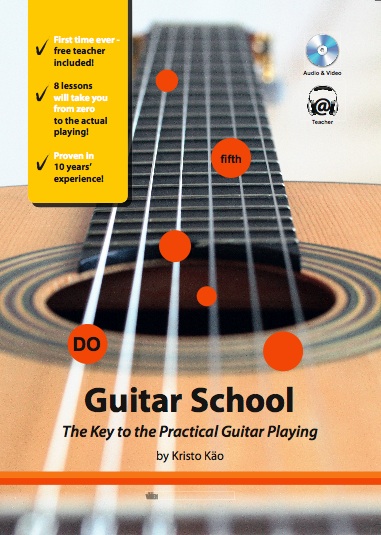 First time ever -
free teacher
included!
8 lessons
will take you
from zero
to the actual
playing!
Proven in
10 years'
experience!
Audio & Video
@
Teacher
fifth
DO
Guitar School
The Key to the Practical Guitar Playing
by Kristo Käo